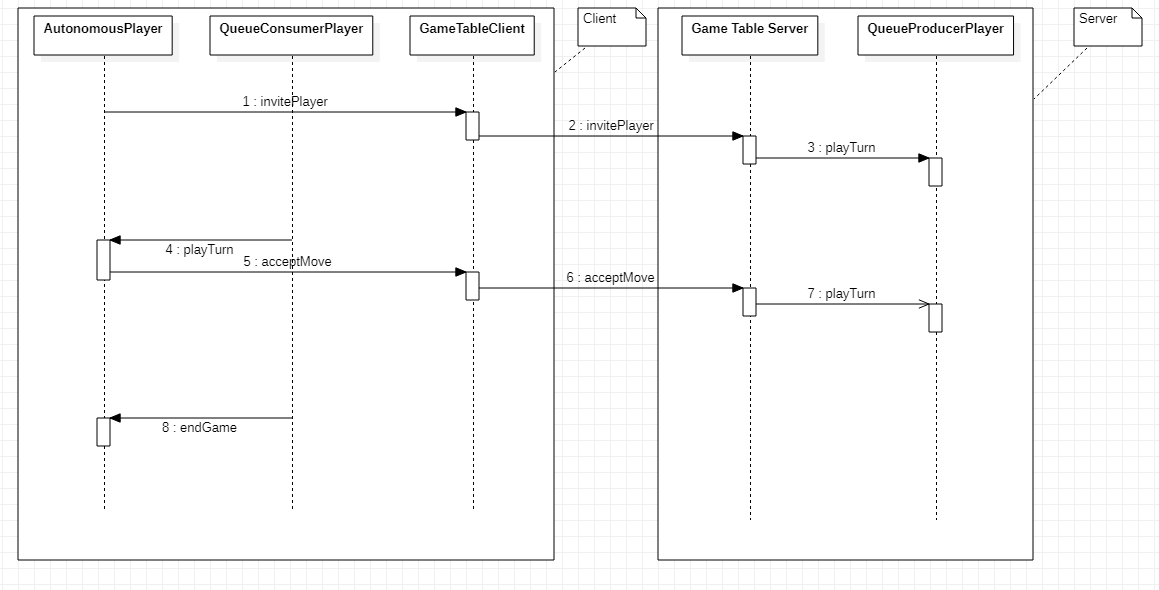 Client
Server
AutonomousPlayer
QueueConsumerPlayer
GameTableClient
Game Table Server
QueueProducerPlayer
1 : invitePlayer
2 : invitePlayer
3 : playTurn
4 : playTurn
5 : acceptMove
6 : acceptMove
7 : playTurn
8 : endGame